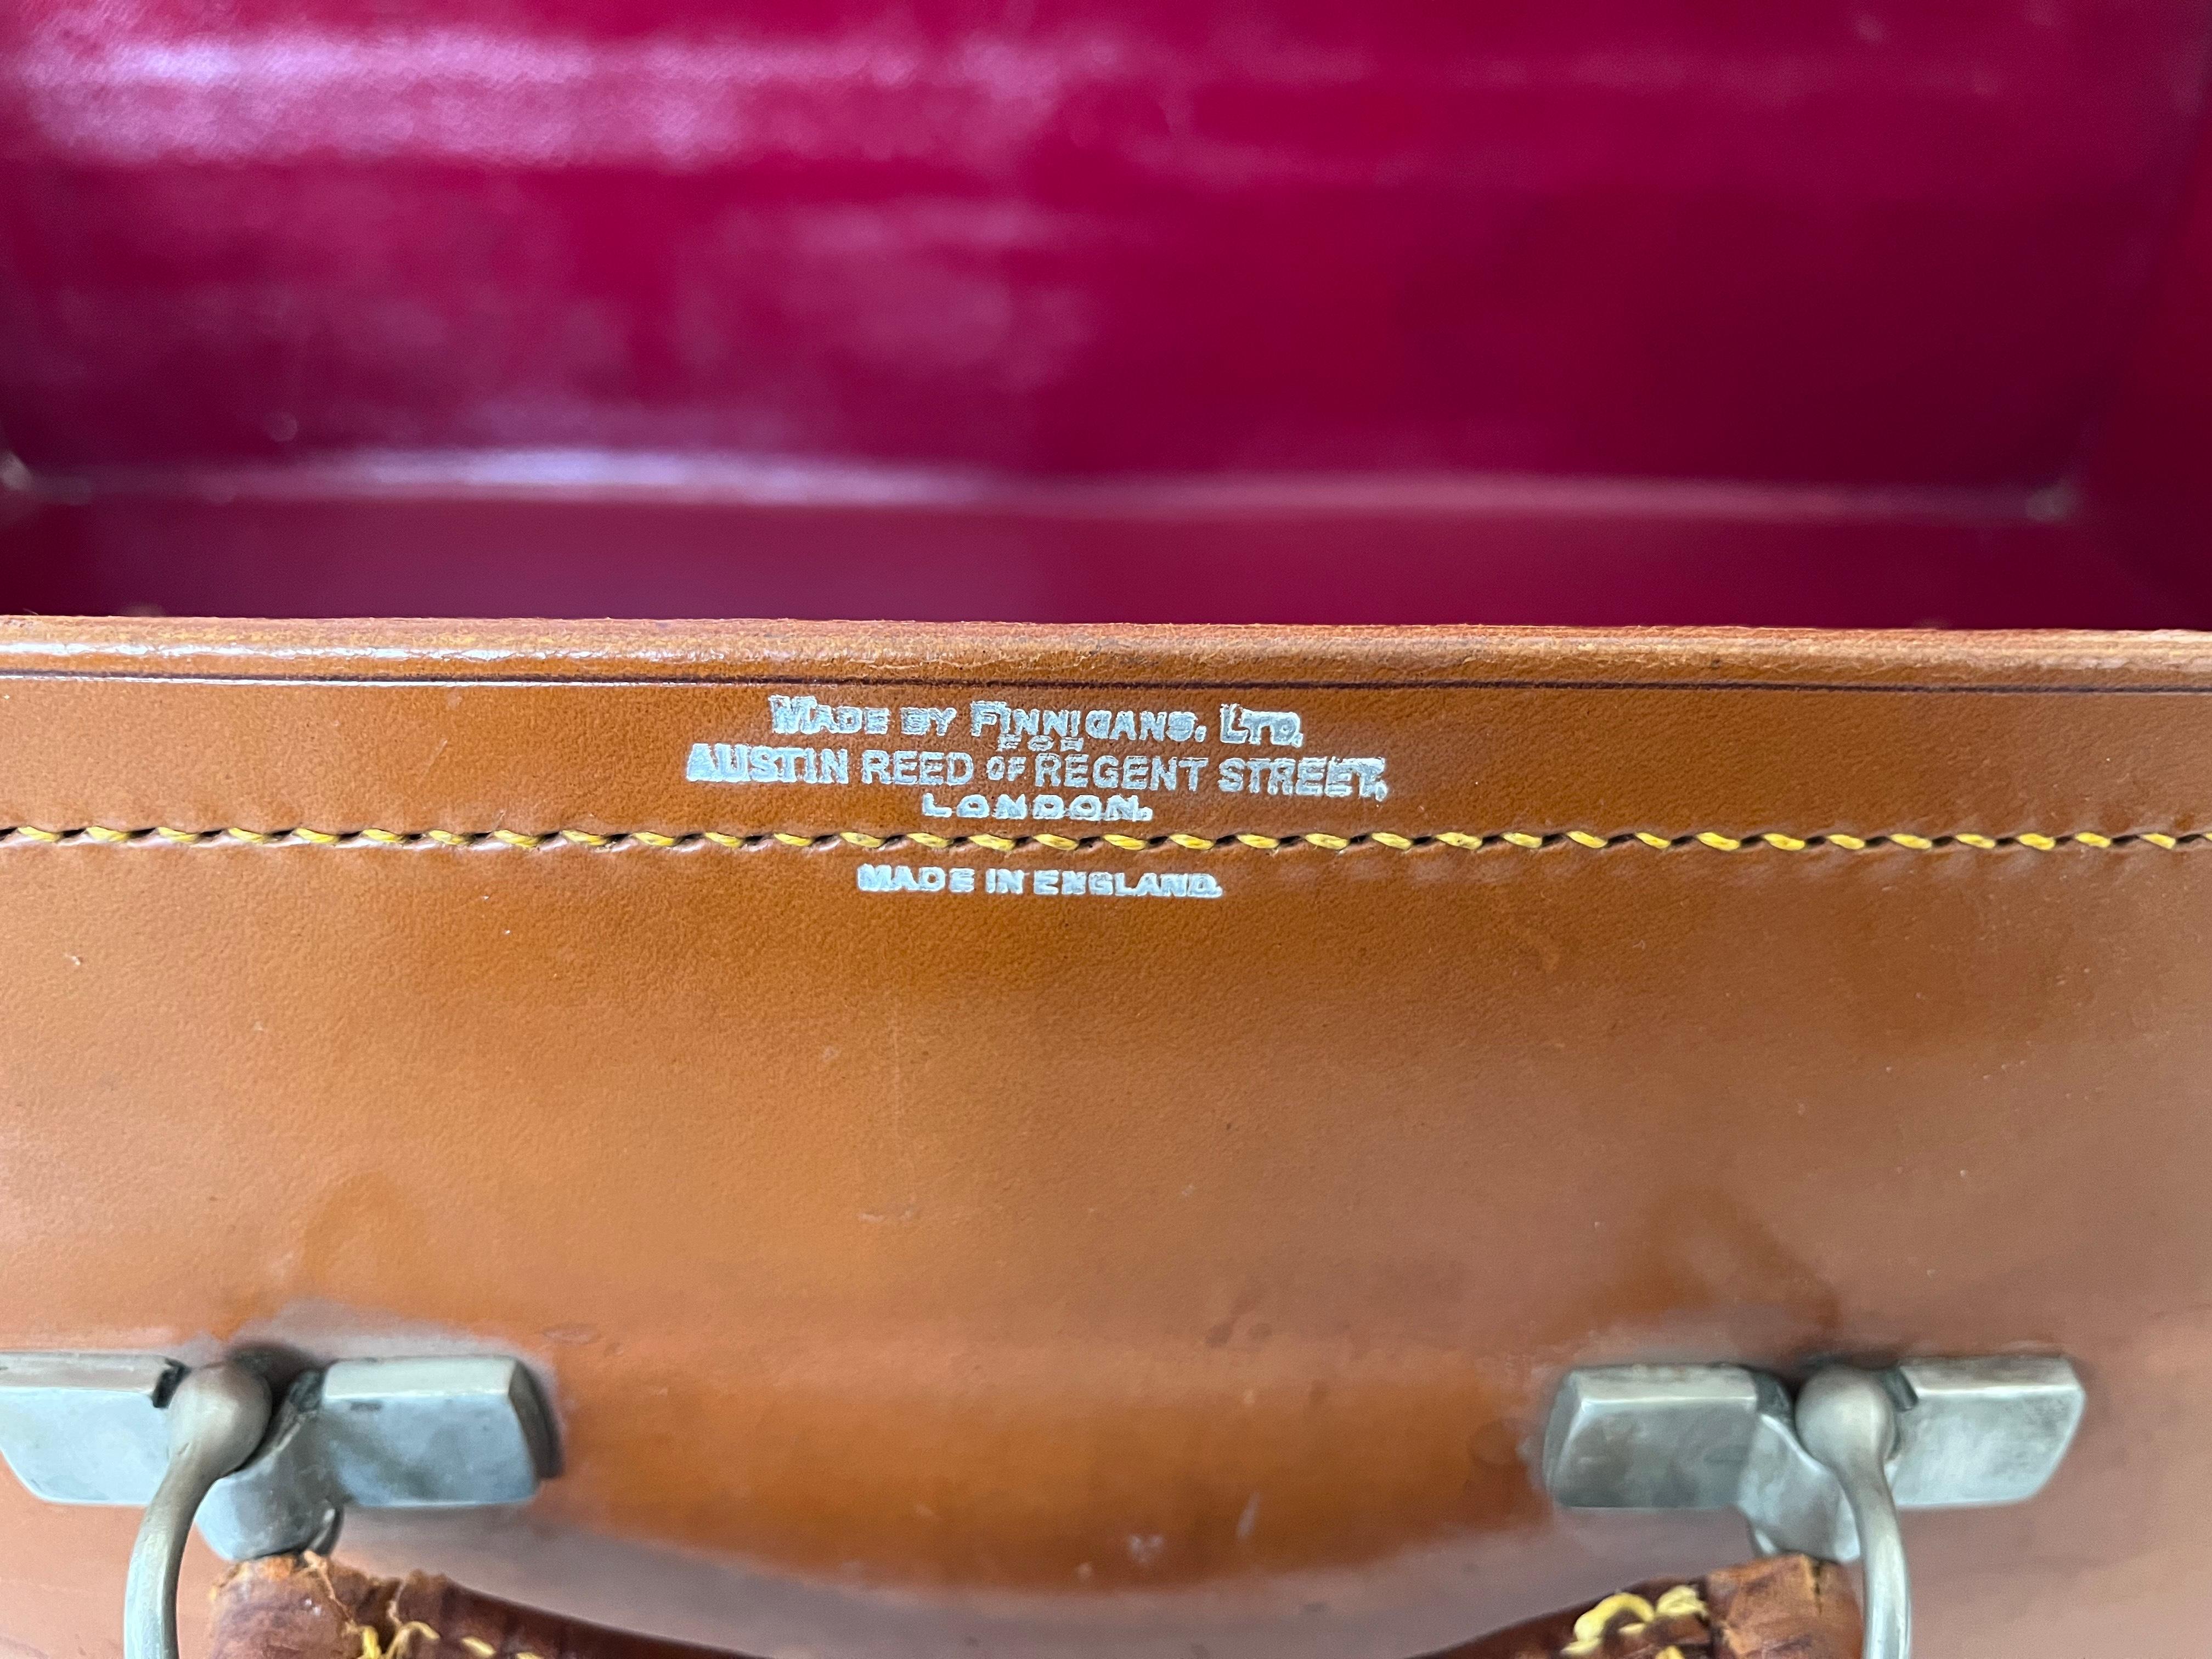 MADE BY FINNIGANS. LTD.
FOR
AUSTIN REED OF REGENT STREET,
LONDON.
MADE IN ENGLAND.